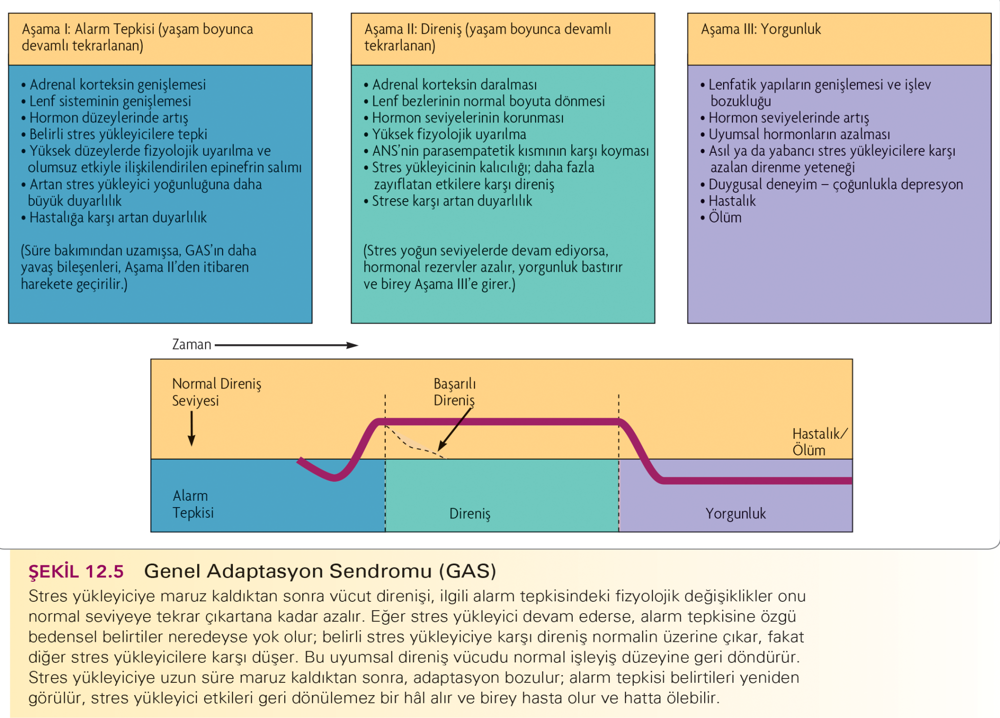 Aşama I: Alarm Tepkisi (yaşam boyunca
devamlı tekrarlanan)
• Adrenal korteksin genişlemesi
• Lenf sisteminin genişlemesi
• Hormon düzeylerinde artış
• Belirli stres yükleyicilere tepki
• Yüksek düzeylerde fizyolojik uyarılma ve
olumsuz etkiyle ilişkilendirilen epinefrin salımı
• Artan stres yükleyici yoğunluğuna daha
büyük duyarlılık
• Hastalığa karşı artan duyarlılık
(Süre bakımından uzamışsa, GAS’ın daha
yavaş bileşenleri, Aşama II’den itibaren
harekete geçirilir.)
Aşama II: Direniş (yaşam boyunca devamlı
tekrarlanan)
• Adrenal korteksin daralması
• Lenf bezlerinin normal boyuta dönmesi
• Hormon seviyelerinin korunması
• Yüksek fizyolojik uyarılma
• ANS’nin parasempatetik kısmının karşı koyması
• Stres yükleyicinin kalıcılığı; daha fazla
zayıflatan etkilere karşı direniş
• Strese karşı artan duyarlılık
(Stres yoğun seviyelerde devam ediyorsa,
hormonal rezervler azalır, yorgunluk bastırır
ve birey Aşama III’e girer.)
Aşama III: Yorgunluk
• Lenfatik yapıların genişlemesi ve işlev
bozukluğu
• Hormon seviyelerinde artış
• Uyumsal hormonların azalması
• Asıl ya da yabancı stres yükleyicilere karşı
azalan direnme yeteneği
• Duygusal deneyim – çoğunlukla depresyon
• Hastalık
• Ölüm
Zaman
Normal Direniş
Seviyesi
Başarılı
Direniş
Hastalık/
Ölüm
Alarm
Tepkisi
Direniş
Yorgunluk
ŞEKİL 12.5 Genel Adaptasyon Sendromu (GAS)
Stres yükleyiciye maruz kaldıktan sonra vücut direnişi, ilgili alarm tepkisindeki fizyolojik değişiklikler onu
normal seviyeye tekrar çıkartana kadar azalır. Eğer stres yükleyici devam ederse, alarm tepkisine özgü
bedensel belirtiler neredeyse yok olur; belirli stres yükleyiciye karşı direniş normalin üzerine çıkar, fakat
diğer stres yükleyicilere karşı düşer. Bu uyumsal direniş vücudu normal işleyiş düzeyine geri döndürür.
Stres yükleyiciye uzun süre maruz kaldıktan sonra, adaptasyon bozulur; alarm tepkisi belirtileri yeniden
görülür, stres yükleyici etkileri geri dönülemez bir hâl alır ve birey hasta olur ve hatta ölebilir.